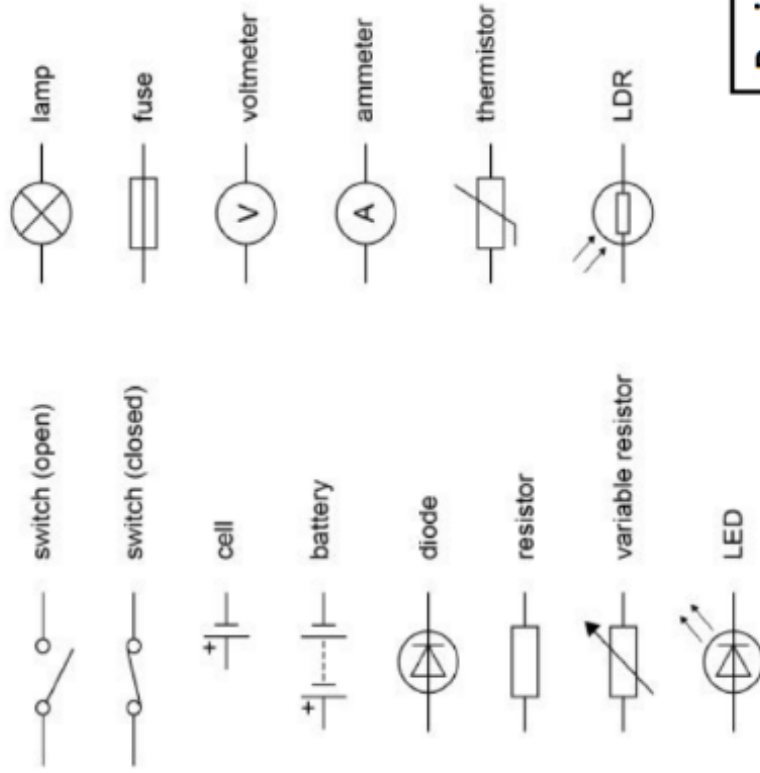 switch (open)
switch (closed)
+ cell
+ battery
diode
resistor
variable resistor
LED
lamp
fuse
V voltmeter
A ammeter
thermistor
LDR